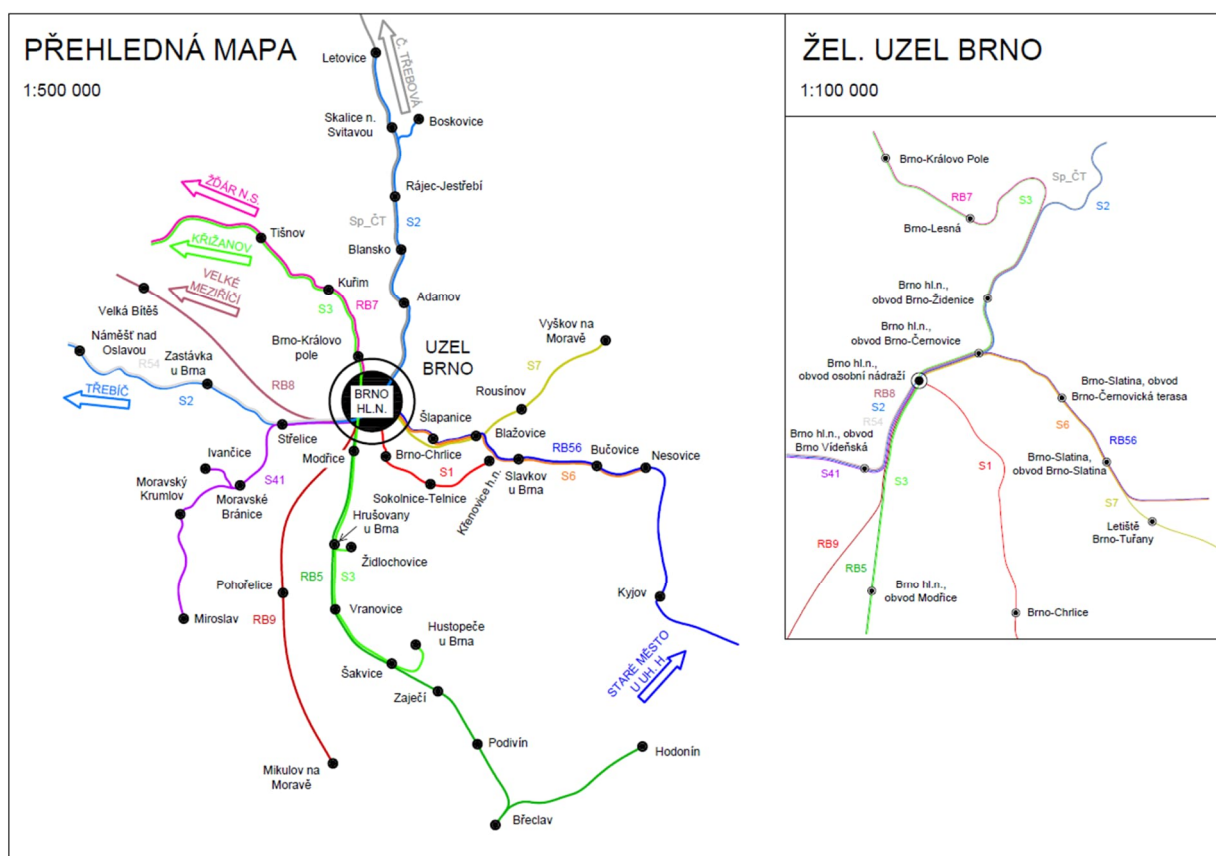 PŘEHLEDNÁ MAPA
1:500 000
Č. TŘEBOVÁ
Letovice
Skalice n.
Svitavou
Boskovice
Rájec-Jestřebí
Sp_ČT
S2
Blansko
Adamov
ŽĎÁR N.S.
Tišnov
KŘIŽANOV
VELKÉ
MEZIŘÍČÍ
Kuřim
S3
RB7
Velká Bítěš
Brno-Královo
pole
UZEL
BRNO
Vyškov na
Moravě
Náměšť nad
Oslavou
Zastávka
u Brna
R54
S7
RB8
TŘEBÍČ
S2
BRNO
HL.N.
Rousínov
Šlapanice
Střelice
Blažovice
Modřice
Brno-Chrlice
RB56
Bučovice
Nesovice
Ivančice
S41
S1
Slavkov
u Brna
S6
Moravský
Krumlov
Moravské
Bránice
Sokolnice-Telnice
Křenovice h.n.
Hrušovany
u Brna
Židlochovice
RB5
S3
Pohořelice
Vranovice
Kyjov
Miroslav
RB9
Hustopeče
u Brna
Šakvice
STARÉ MĚSTO
U UH. H.
Zaječí
Podivín
Hodonín
Mikulov na
Moravě
Břeclav
ŽEL. UZEL BRNO
1:100 000
Brno-Královo Pole
Sp_ČT
RB7
S3
S2
Brno-Lesná
Brno hl.n.,
obvod Brno-Židenice
Brno hl.n.,
obvod Brno-Černovice
Brno hl.n.,
obvod osobní nádraží
RB8
S2
R54
Brno-Slatina, obvod
Brno-Černovická terasa
S6
RB56
Brno hl.n., obvod
Brno Vídeňská
S41
S3
S1
Brno-Slatina,
obvod Brno-Slatina
S7
Letiště
Brno-Tuřany
RB9
RB5
Brno hl.n.,
obvod Modřice
Brno-Chrlice